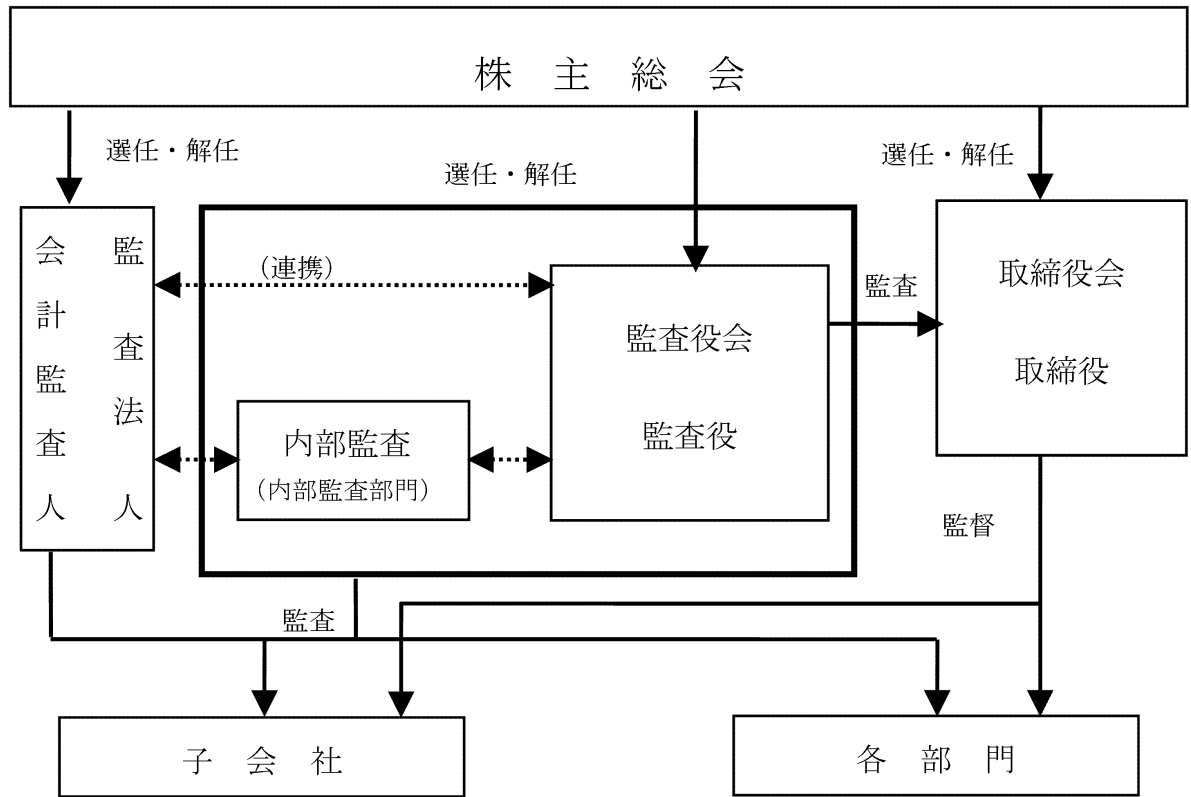 株主総会
選任・解任
選任・解任
選任・解任
監査法人
会計監査人
(連携)
監査役会
監査役
監査
取締役会
取締役
内部監査
(内部監査部門)
監督
監査
子会社
各部門